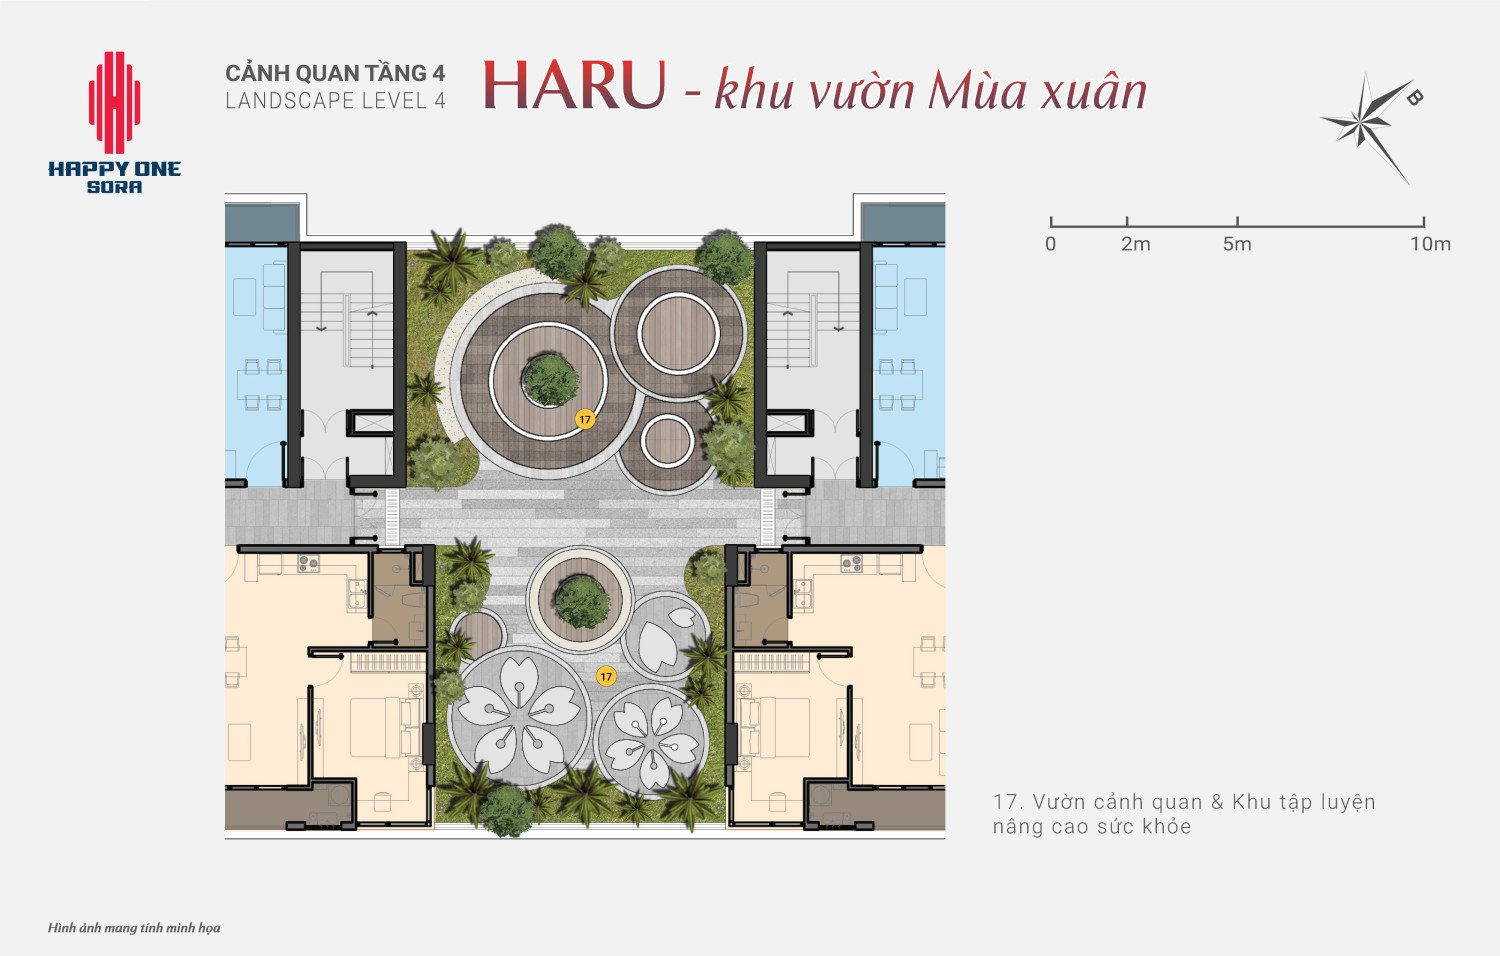 HAPPY ONE
SORA
CẢNH QUAN TẦNG 4
LANDSCAPE LEVEL 4
HARU - khu vườn Mùa xuân
B
0 2m 5m 10m
17
17
17. Vườn cảnh quan & Khu tập luyện
nâng cao sức khỏe
Hình ảnh mang tính minh họa